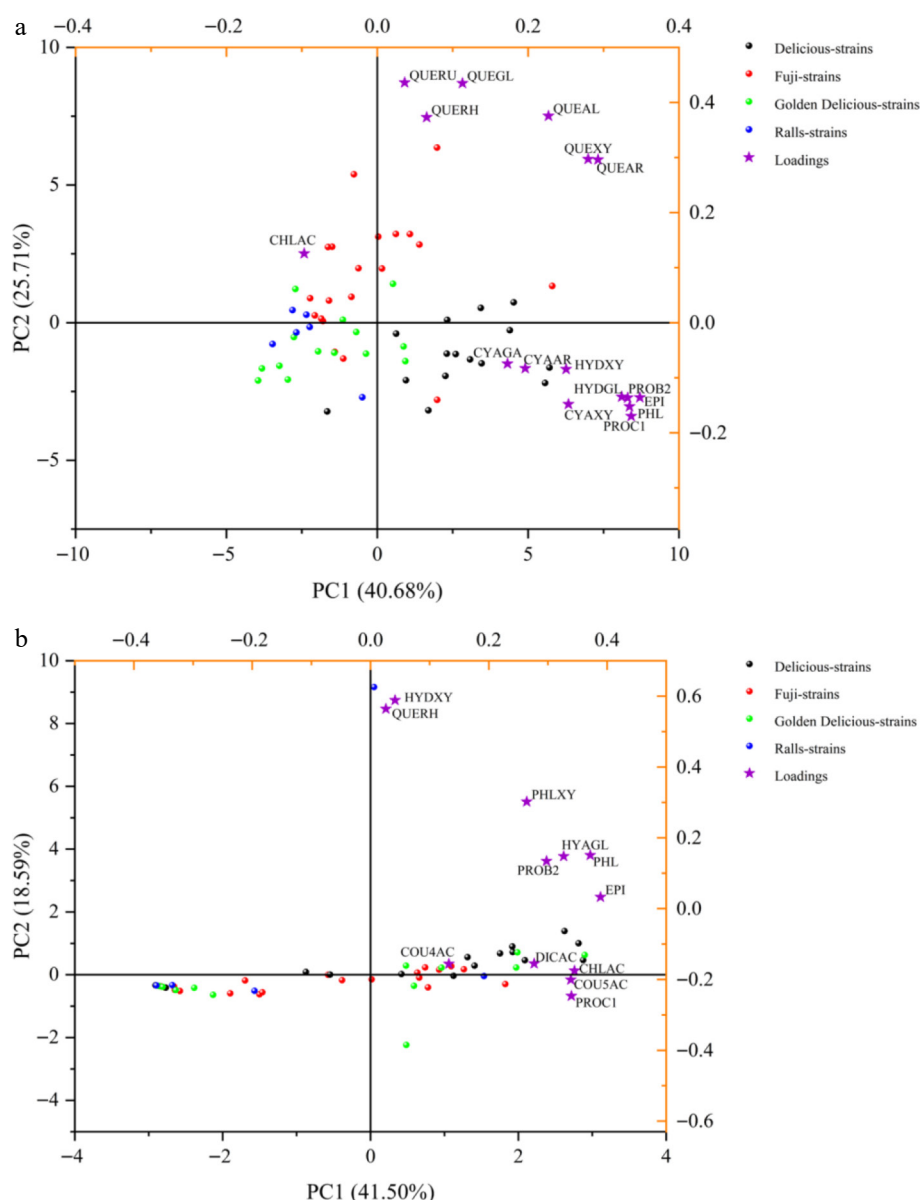 a
−0.4 −0.2 0.0 0.2 0.4
10
5
0
−5
0.4
0.2
0.0
−0.2
PC2 (25.71%)
QUERU QUEGL
QUERH QUEAL
QUEXY
QUEAR
CHLAC
CYAGA CYAAR HYDXY
HYDGL PROB2
EPI
CYAXY PHL
PROC1
Delicious-strains
Fuji-strains
Golden Delicious-strains
Ralls-strains
Loadings
−10 −5 0 5 10
PC1 (40.68%)
b
−0.4 −0.2 0.0 0.2 0.4
10
8
6
4
2
0
−2
−4
0.6
0.4
0.2
0.0
−0.2
−0.4
−0.6
PC2 (18.59%)
HYDXY
QUERH
PHLXY
HYAGL
PROB2 PHL
EPI
COU4AC DICAC
CHLAC
COU5AC
PROC1
Delicious-strains
Fuji-strains
Golden Delicious-strains
Ralls-strains
Loadings
−4 −2 0 2 4
PC1 (41.50%)